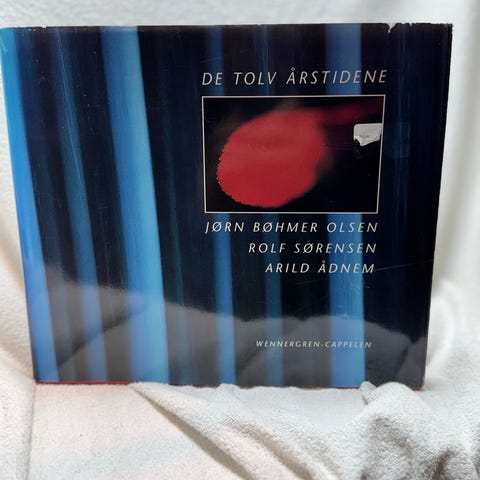 DE TOLV ÅRSTIDENE
JØRN BØHMER OLSEN
ROLF SØRENSEN
ARILD ÅDNEM
WENNERGREN-CAPPELEN